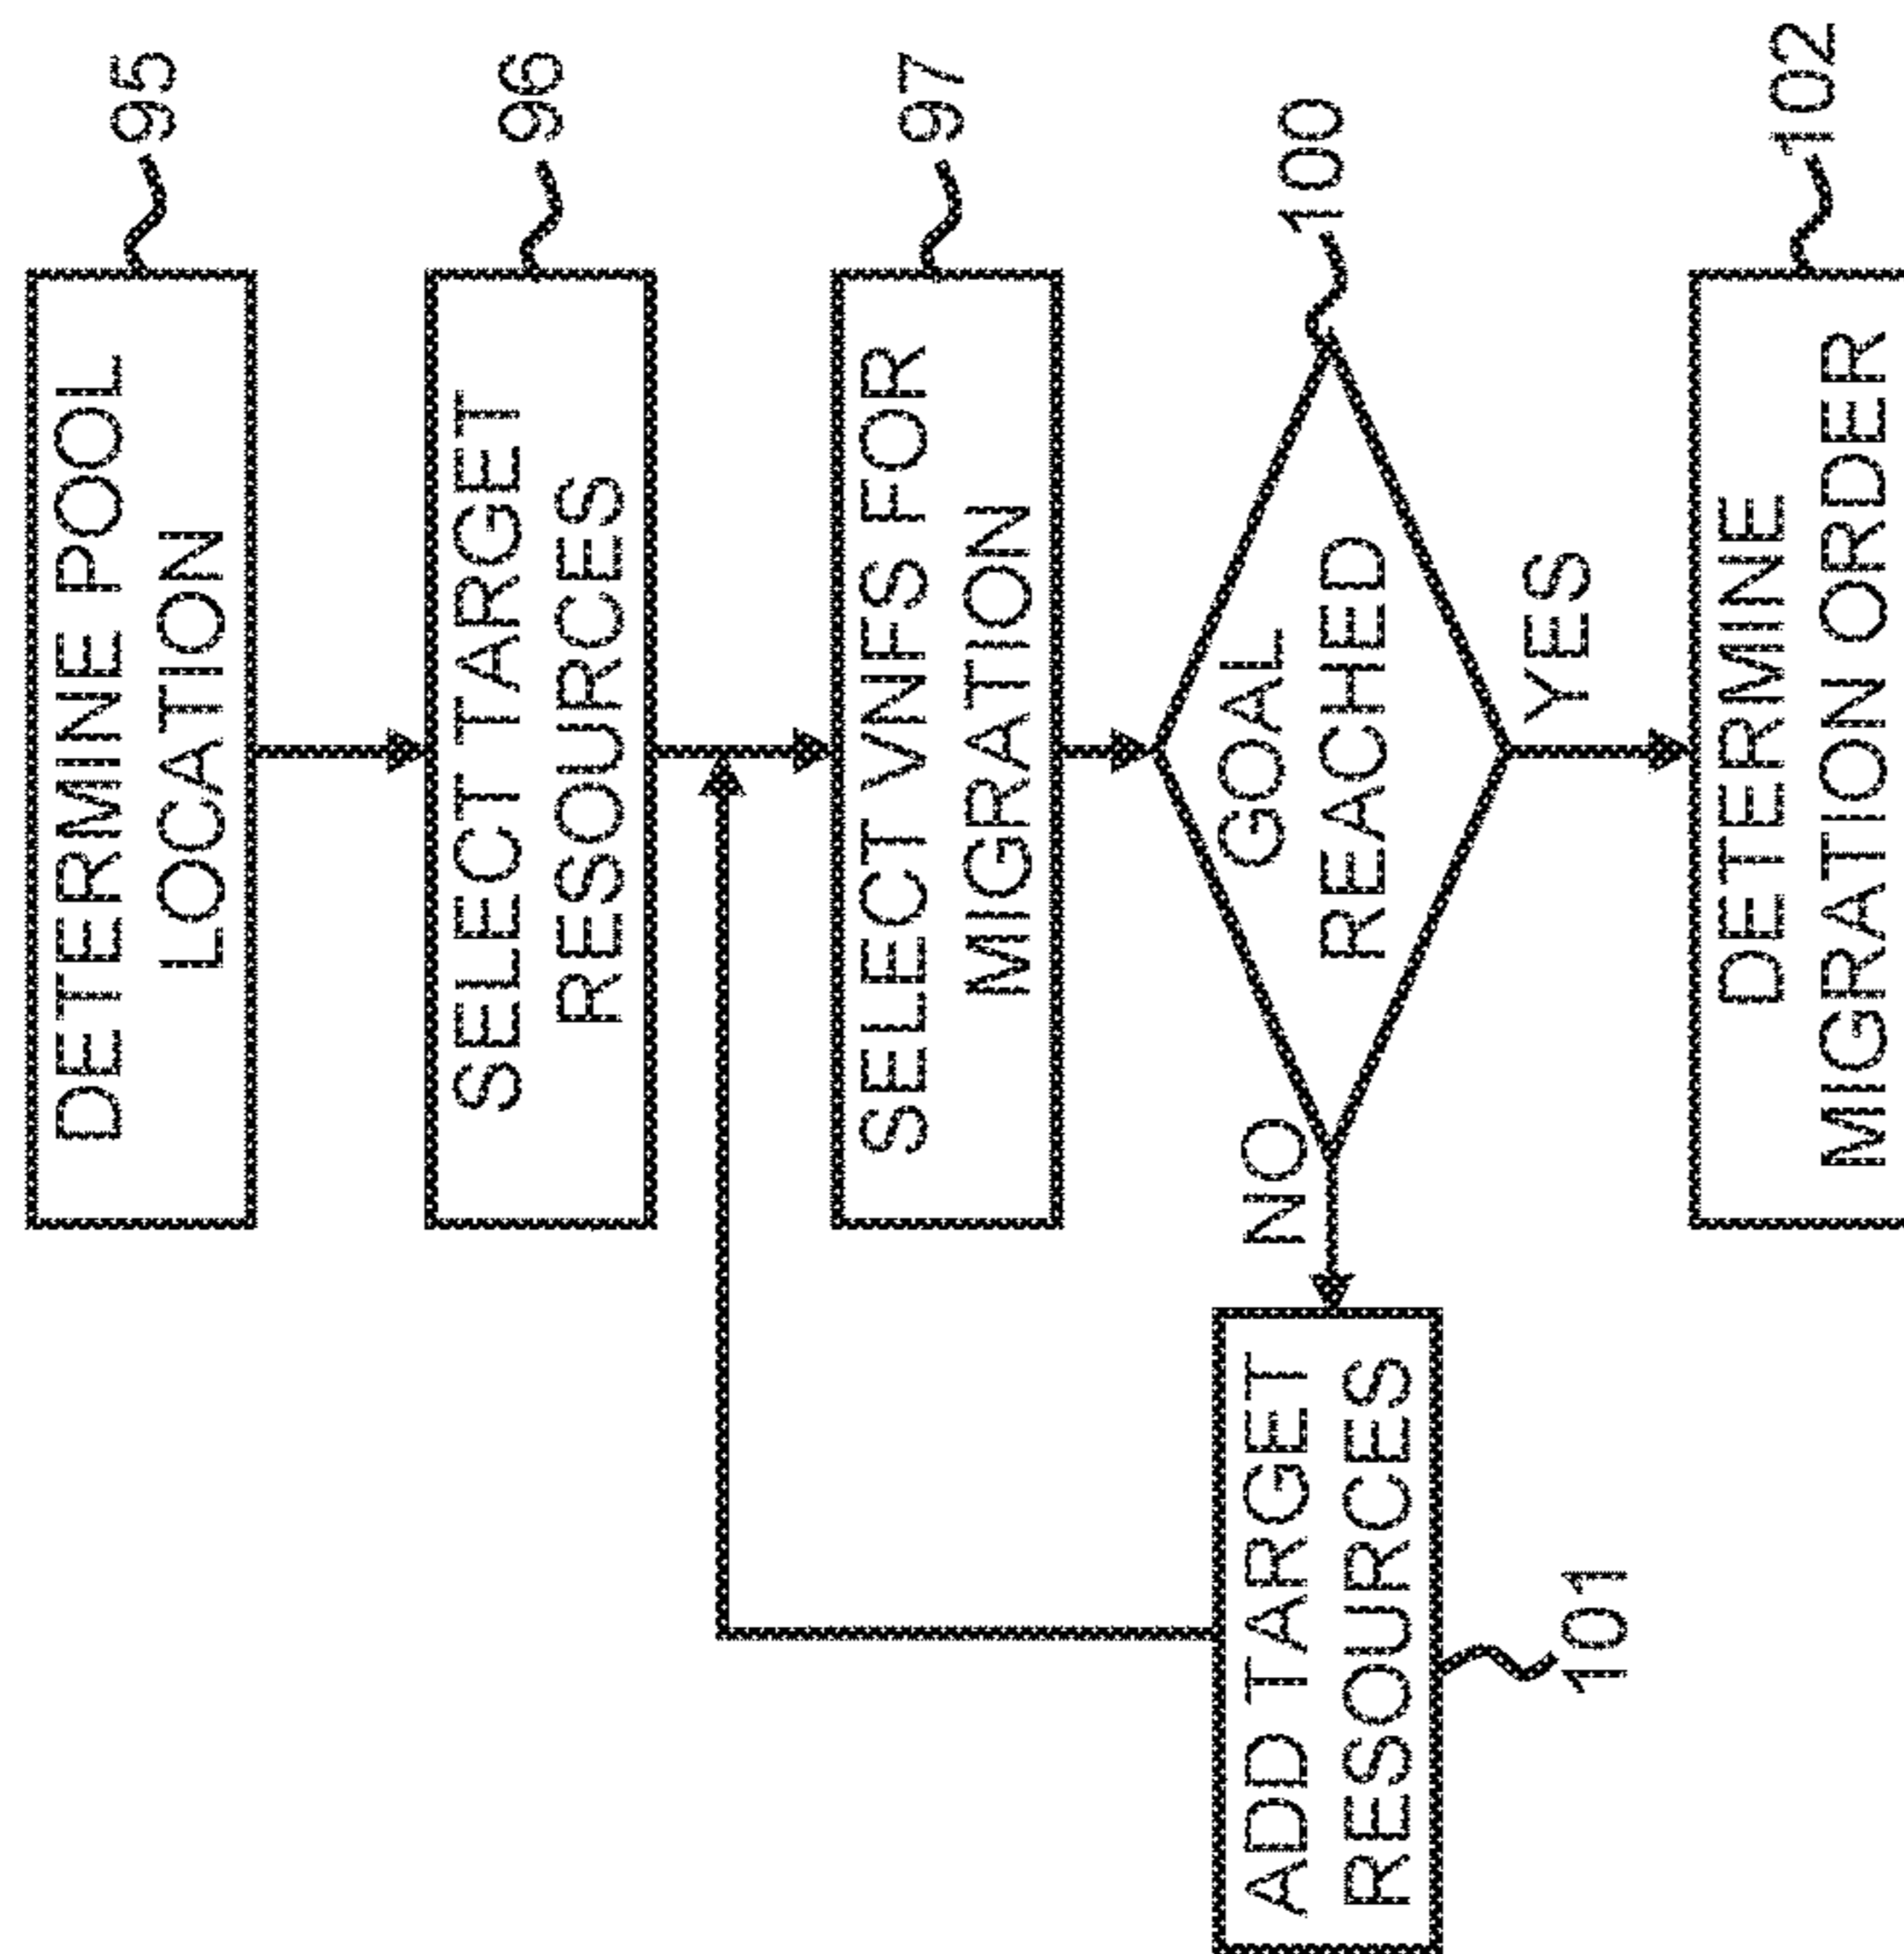 DETERMINE POOL
LOCATION
95
SELECT TARGET
RESOURCES
96
SELECT VNFS FOR
MIGRATION
97
GOAL
REACHED
100
NO
YES
ADD TARGET
RESOURCES
101
DETERMINE
MIGRATION ORDER
102